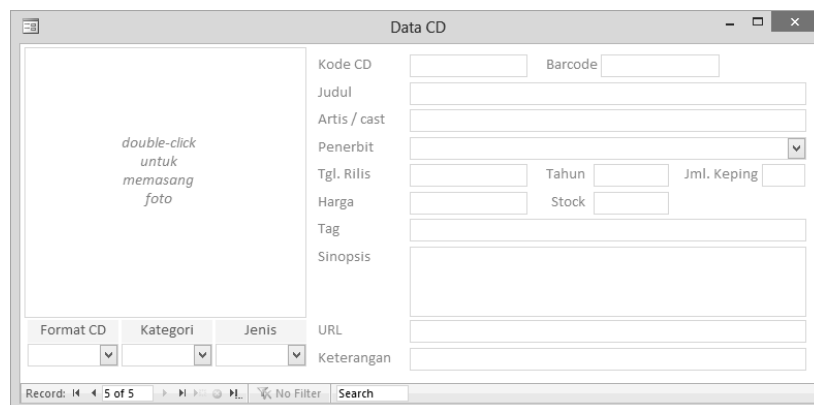 Data CD
double-click
untuk
memasang
foto
Kode CD Barcode
Judul
Artis / cast
Penerbit
Tgl. Rilis Tahun Jml. Keping
Harga Stock
Tag
Sinopsis
Format CD Kategori Jenis
URL
Keterangan
Record: 5 of 5 No Filter Search